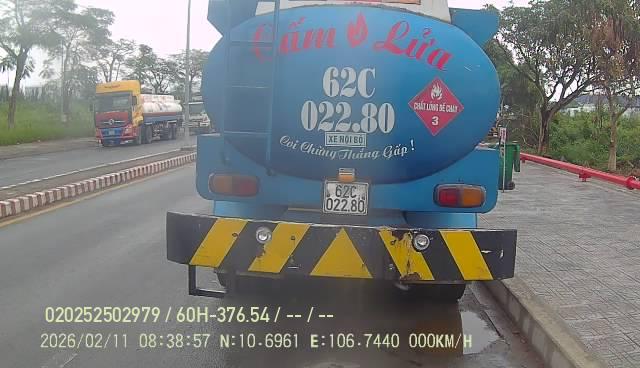 Cấm Lửa
62C
022.80
CHẤT LỎNG DỄ CHÁY
3
XE NỘI BỘ
Coi Chừng Thắng Gấp !
62C
022.80
020252502979 / 60H-376.54 / -- / --
2026/02/11 08:38:57 N:10.6961 E:106.7440 000KM/H